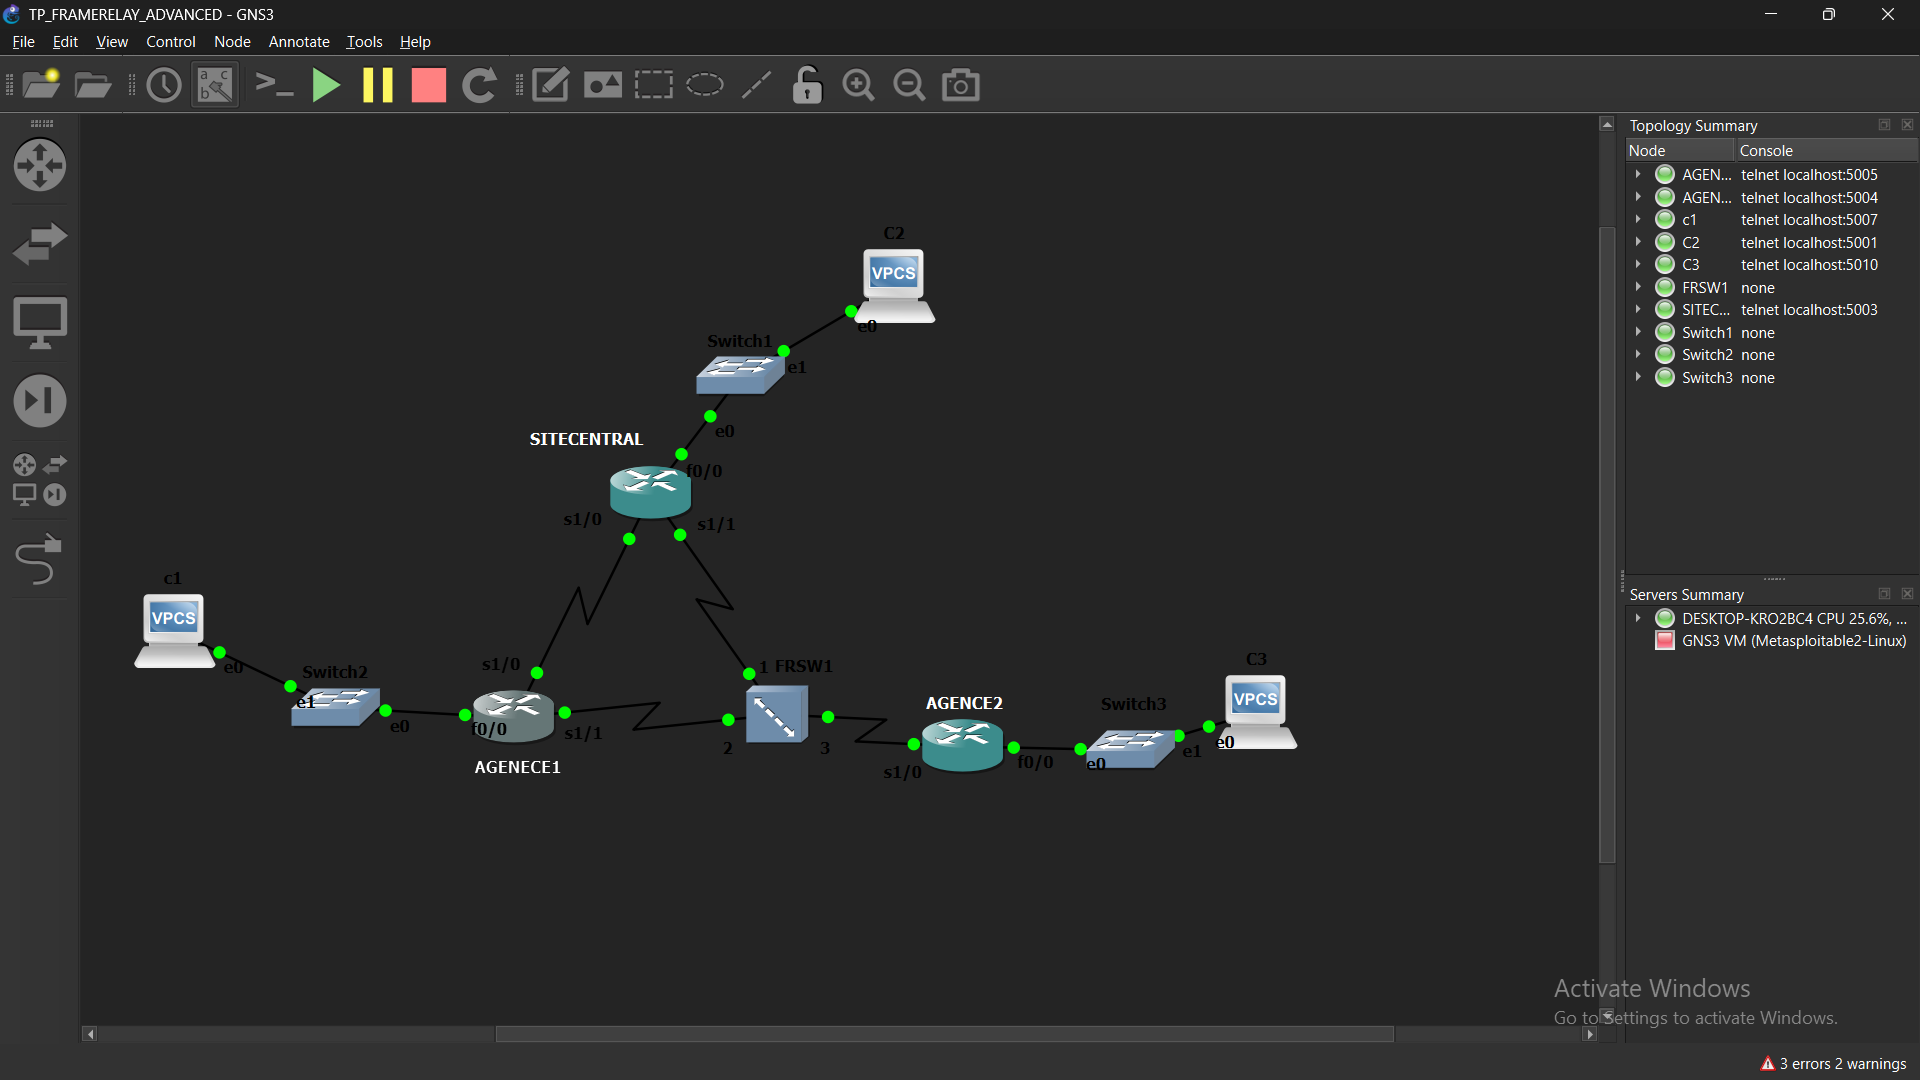 TP_FRAMERELAY_ADVANCED - GNS3
File Edit View Control Node Annotate Tools Help
a c
b
Topology Summary
Node Console
AGEN... telnet localhost:5005
AGEN... telnet localhost:5004
c1 telnet localhost:5007
C2 telnet localhost:5001
C3 telnet localhost:5010
FRSW1 none
SITEC... telnet localhost:5003
Switch1 none
Switch2 none
Switch3 none
C2
VPCS
e0
Switch1
e1
e0
SITECENTRAL
f0/0
s1/0
s1/1
c1
VPCS
e0
Switch2
e1
e0
s1/0
f0/0
s1/1
AGENECE1
1 FRSW1
2
3
AGENCE2
s1/0
f0/0
Switch3
e0
e1
C3
VPCS
e0
Servers Summary
DESKTOP-KRO2BC4 CPU 25.6%, ...
GNS3 VM (Metasploitable2-Linux)
Activate Windows
Go to Settings to activate Windows.
3 errors 2 warnings